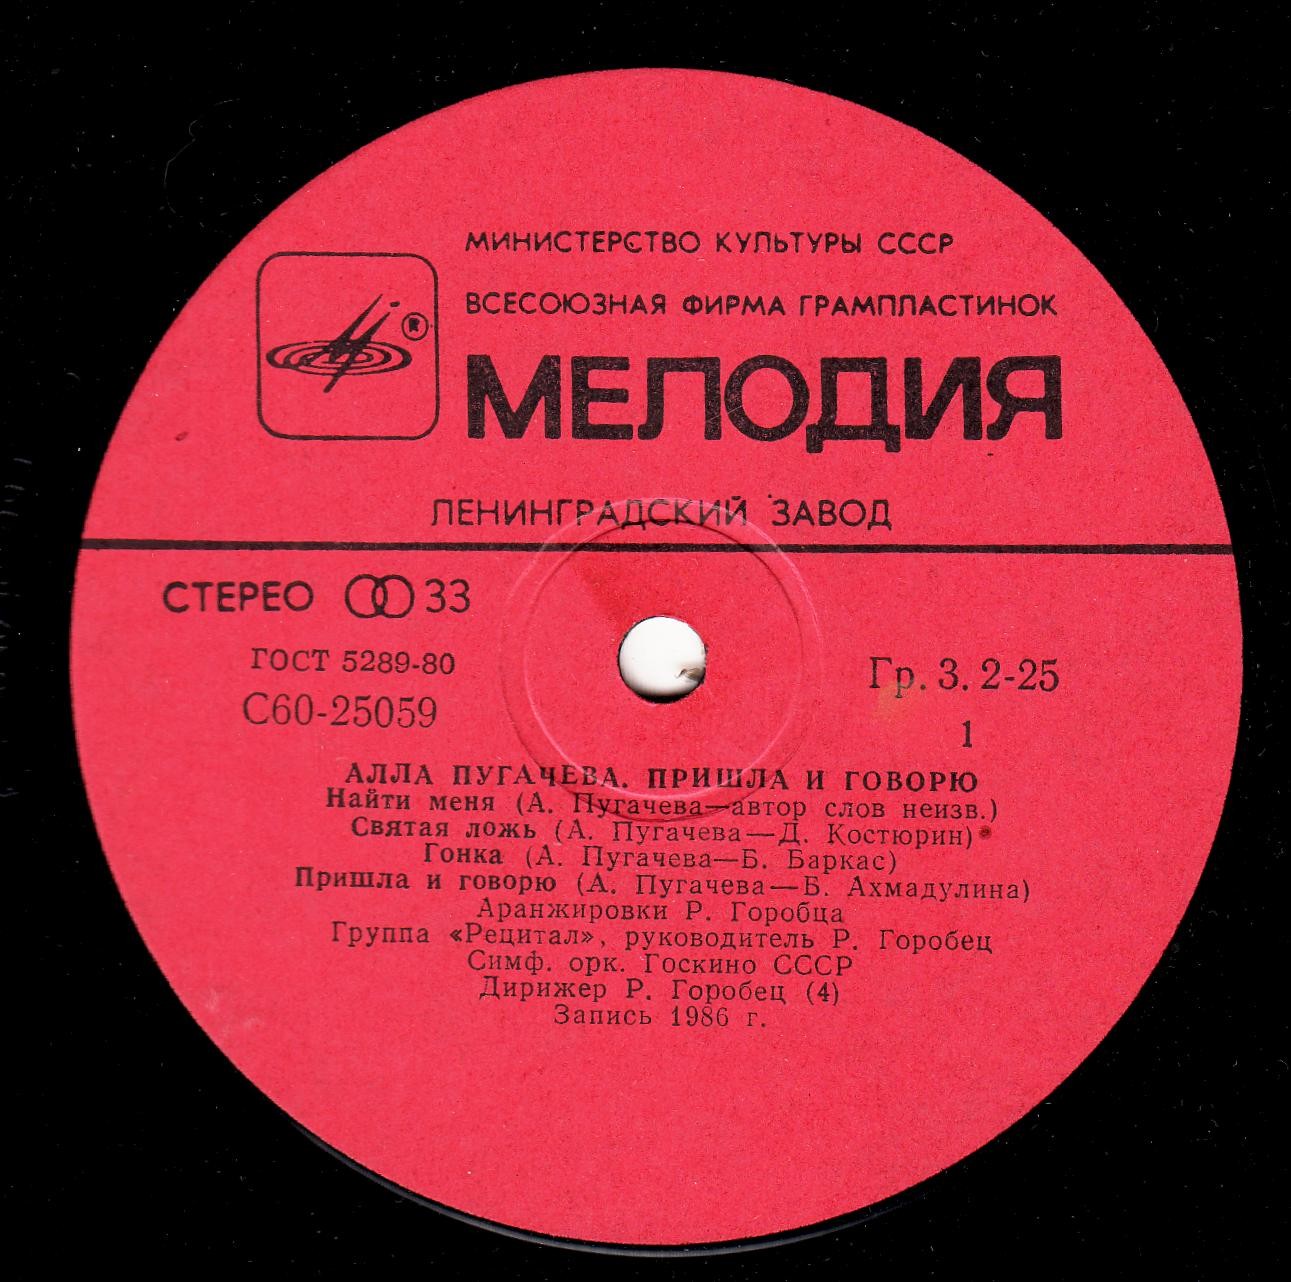 МИНИСТЕРСТВО КУЛЬТУРЫ СССР
ВСЕСОЮЗНАЯ ФИРМА ГРАМПЛАСТИНОК
®
МЕЛОДИЯ
ЛЕНИНГРАДСКИЙ ЗАВОД
СТЕРЕО 33
ГОСТ 5289-80
С60-25059
Гр. 3. 2-25
1
АЛЛА ПУГАЧЕВА. ПРИШЛА И ГОВОРЮ
Найти меня (А. Пугачева—автор слов неизв.)
Святая ложь (А. Пугачева—Д. Костюрин)
Гонка (А. Пугачева—Б. Баркас)
Пришла и говорю (А. Пугачева—Б. Ахмадулина)
Аранжировки Р. Горобца
Группа «Рецитал», руководитель Р. Горобец
Симф. орк. Госкино СССР
Дирижер Р. Горобец (4)
Запись 1986 г.